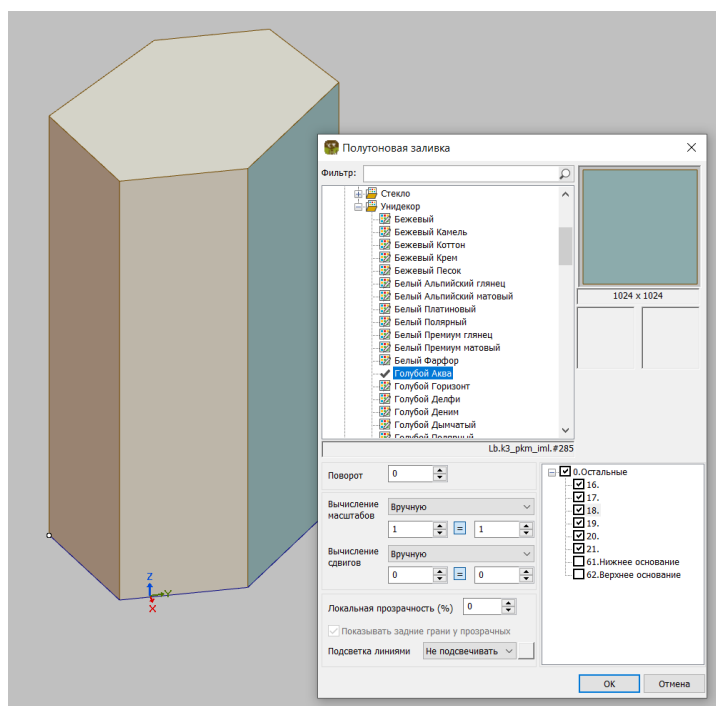 Полутоновая заливка
Фильтр:
Стекло
Унидекор
Бежевый
Бежевый Камель
Бежевый Коттон
Бежевый Крем
Бежевый Песок
Белый Альпийский глянец
Белый Альпийский матовый
Белый Платиновый
Белый Полярный
Белый Премиум глянец
Белый Премиум матовый
Белый Фарфор
Голубой Аква
Голубой Горизонт
Голубой Делфи
Голубой Деним
Голубой Дымчатый
Голубой Полярный
1024 x 1024
Lb.k3_pkm_iml.#285
Поворот 0
Вычисление масштабов Вручную
1 = 1
Вычисление сдвигов Вручную
0 = 0
Локальная прозрачность (%) 0
Показывать задние грани у прозрачных
Подсветка линиями Не подсвечивать
0.Остальные
16.
17.
18.
19.
20.
21.
61.Нижнее основание
62.Верхнее основание
OK Отмена
Z
Y
X